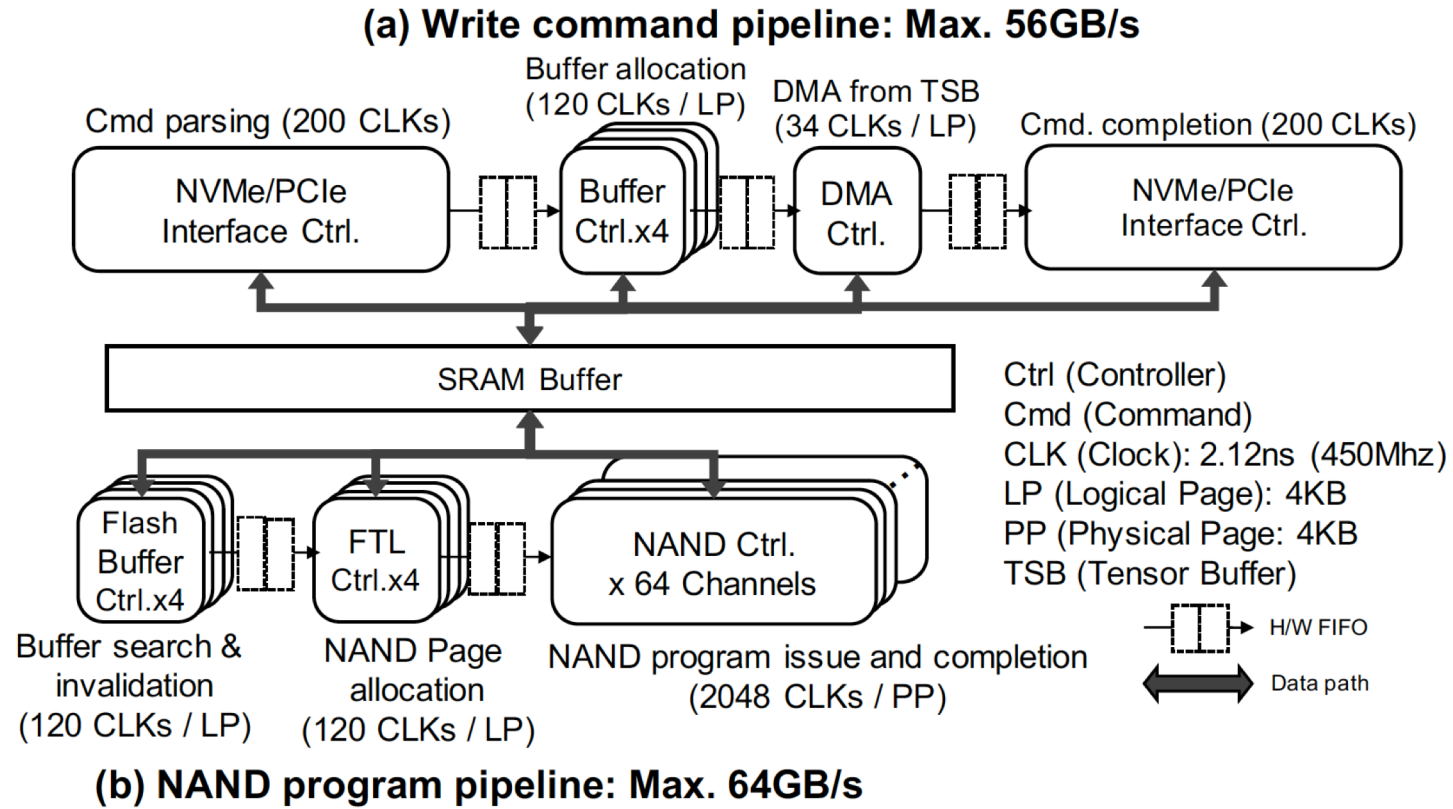 (a) Write command pipeline: Max. 56GB/s
Cmd parsing (200 CLKs)
Buffer allocation
(120 CLKs / LP)
DMA from TSB
(34 CLKs / LP)
Cmd. completion (200 CLKs)
NVMe/PCIe
Interface Ctrl.
Buffer
Ctrl.x4
DMA
Ctrl.
NVMe/PCIe
Interface Ctrl.
SRAM Buffer
Ctrl (Controller)
Cmd (Command)
CLK (Clock): 2.12ns (450Mhz)
LP (Logical Page): 4KB
PP (Physical Page: 4KB
TSB (Tensor Buffer)
H/W FIFO
Data path
Flash
Buffer
Ctrl.x4
FTL
Ctrl.x4
NAND Ctrl.
x 64 Channels
Buffer search &
invalidation
(120 CLKs / LP)
NAND Page
allocation
(120 CLKs / LP)
NAND program issue and completion
(2048 CLKs / PP)
(b) NAND program pipeline: Max. 64GB/s